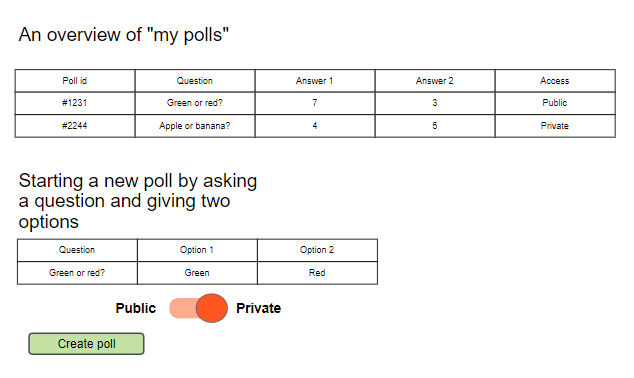 An overview of "my polls"
Poll id Question Answer 1 Answer 2 Access
#1231 Green or red? 7 3 Public
#2244 Apple or banana? 4 5 Private
Starting a new poll by asking
a question and giving two
options
Question Option 1 Option 2
Green or red? Green Red
Public Private
Create poll